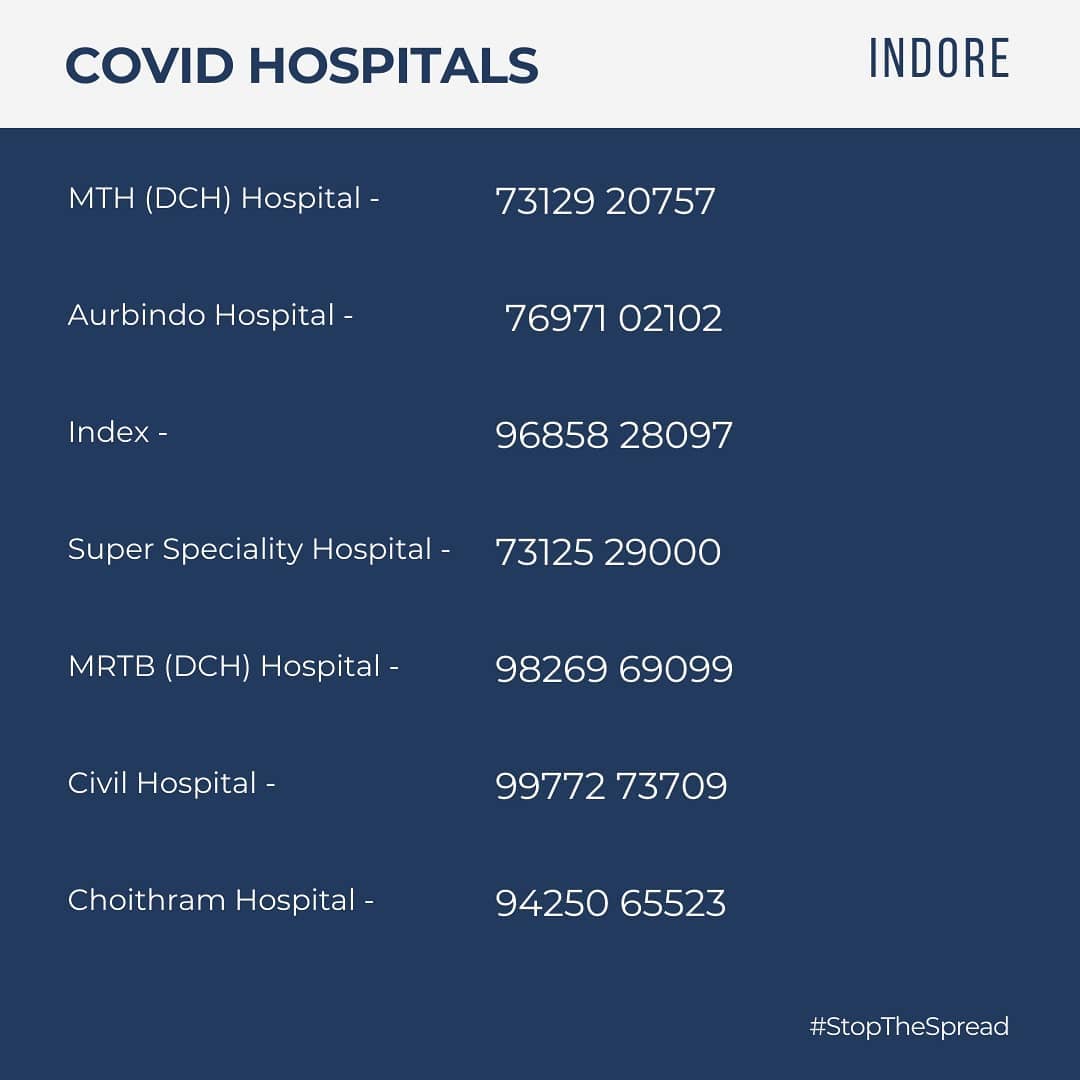 COVID HOSPITALS
INDORE
MTH (DCH) Hospital - 73129 20757
Aurbindo Hospital - 76971 02102
Index - 96858 28097
Super Speciality Hospital - 73125 29000
MRTB (DCH) Hospital - 98269 69099
Civil Hospital - 99772 73709
Choithram Hospital - 94250 65523
#StopTheSpread